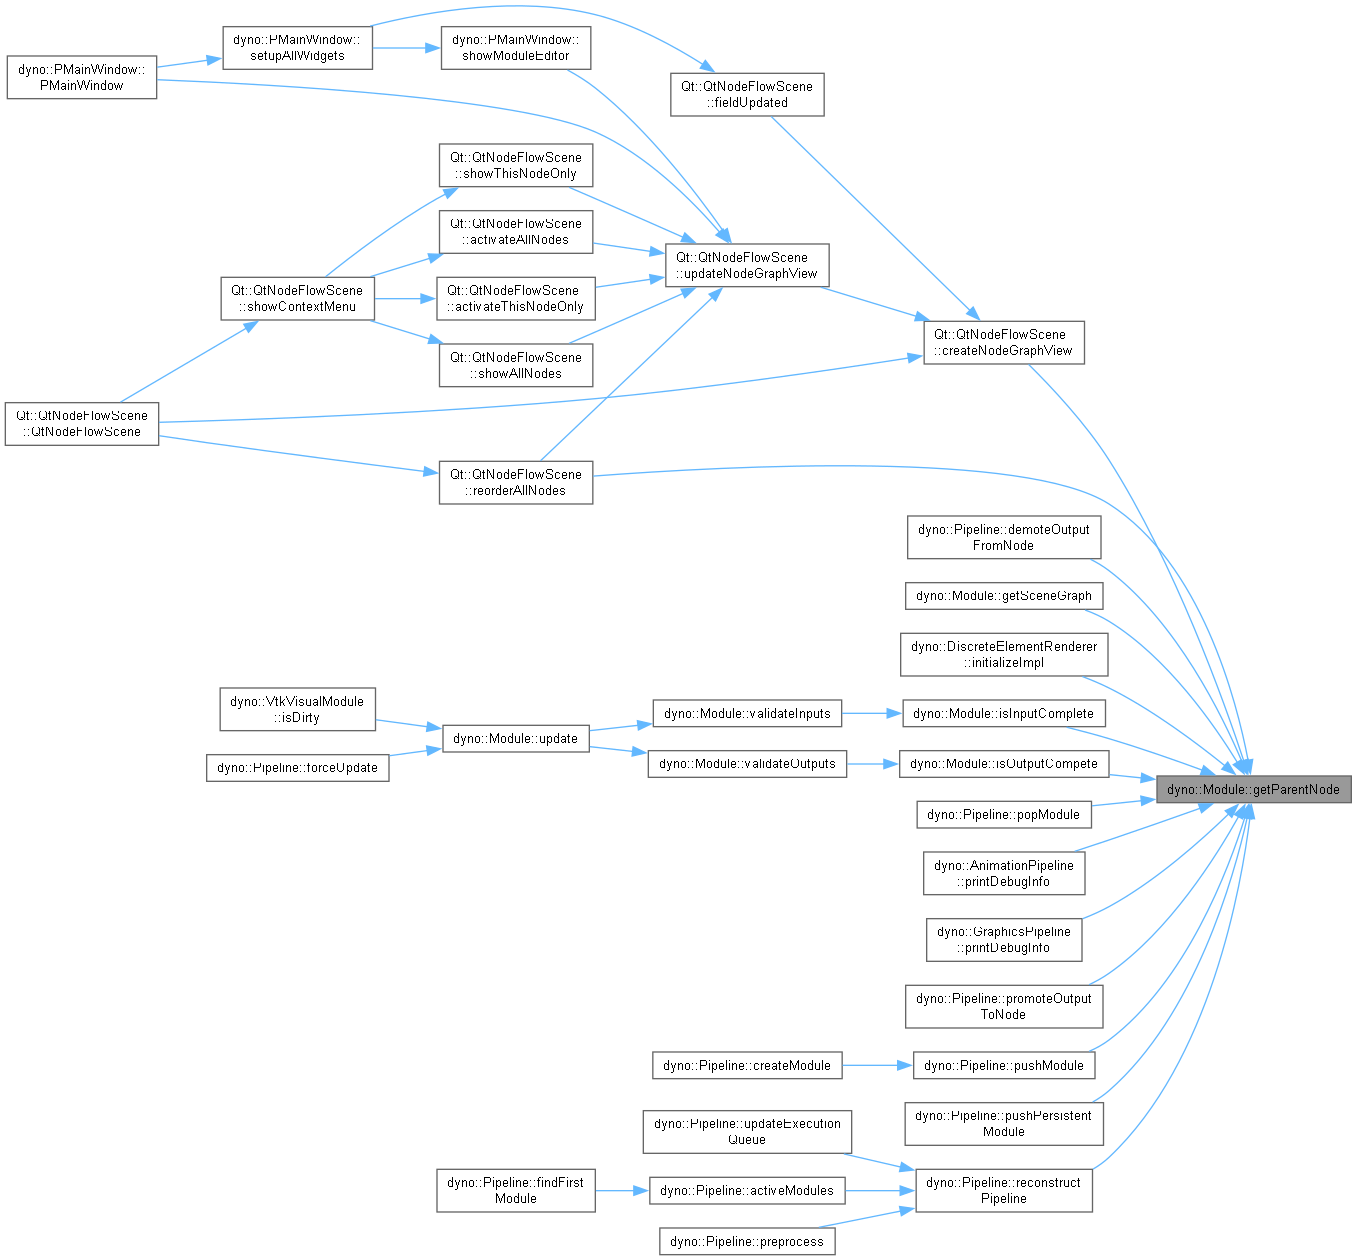 dyno::PMainWindow::
PMainWindow
dyno::PMainWindow::
setupAllWidgets
dyno::PMainWindow::
showModuleEditor
Qt::QtNodeFlowScene
::fieldUpdated
Qt::QtNodeFlowScene
::showThisNodeOnly
Qt::QtNodeFlowScene
::activateAllNodes
Qt::QtNodeFlowScene
::updateNodeGraphView
Qt::QtNodeFlowScene
::showContextMenu
Qt::QtNodeFlowScene
::activateThisNodeOnly
Qt::QtNodeFlowScene
::createNodeGraphView
Qt::QtNodeFlowScene
::showAllNodes
Qt::QtNodeFlowScene
::QtNodeFlowScene
Qt::QtNodeFlowScene
::reorderAllNodes
dyno::Pipeline::demoteOutput
FromNode
dyno::Module::getSceneGraph
dyno::DiscreteElementRenderer
::initializeImpl
dyno::VtkVisualModule
::isDirty
dyno::Module::validateInputs
dyno::Module::isInputComplete
dyno::Module::update
dyno::Pipeline::forceUpdate
dyno::Module::validateOutputs
dyno::Module::isOutputCompete
dyno::Module::getParentNode
dyno::Pipeline::popModule
dyno::AnimationPipeline
::printDebugInfo
dyno::GraphicsPipeline
::printDebugInfo
dyno::Pipeline::promoteOutput
ToNode
dyno::Pipeline::createModule
dyno::Pipeline::pushModule
dyno::Pipeline::pushPersistent
Module
dyno::Pipeline::updateExecution
Queue
dyno::Pipeline::findFirst
Module
dyno::Pipeline::activeModules
dyno::Pipeline::reconstruct
Pipeline
dyno::Pipeline::preprocess